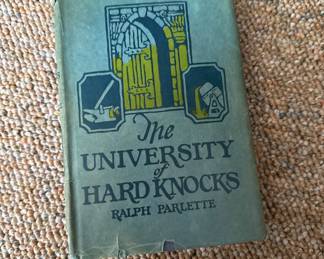 The
UNIVERSITY
of
HARD KNOCKS
RALPH PARLETTE